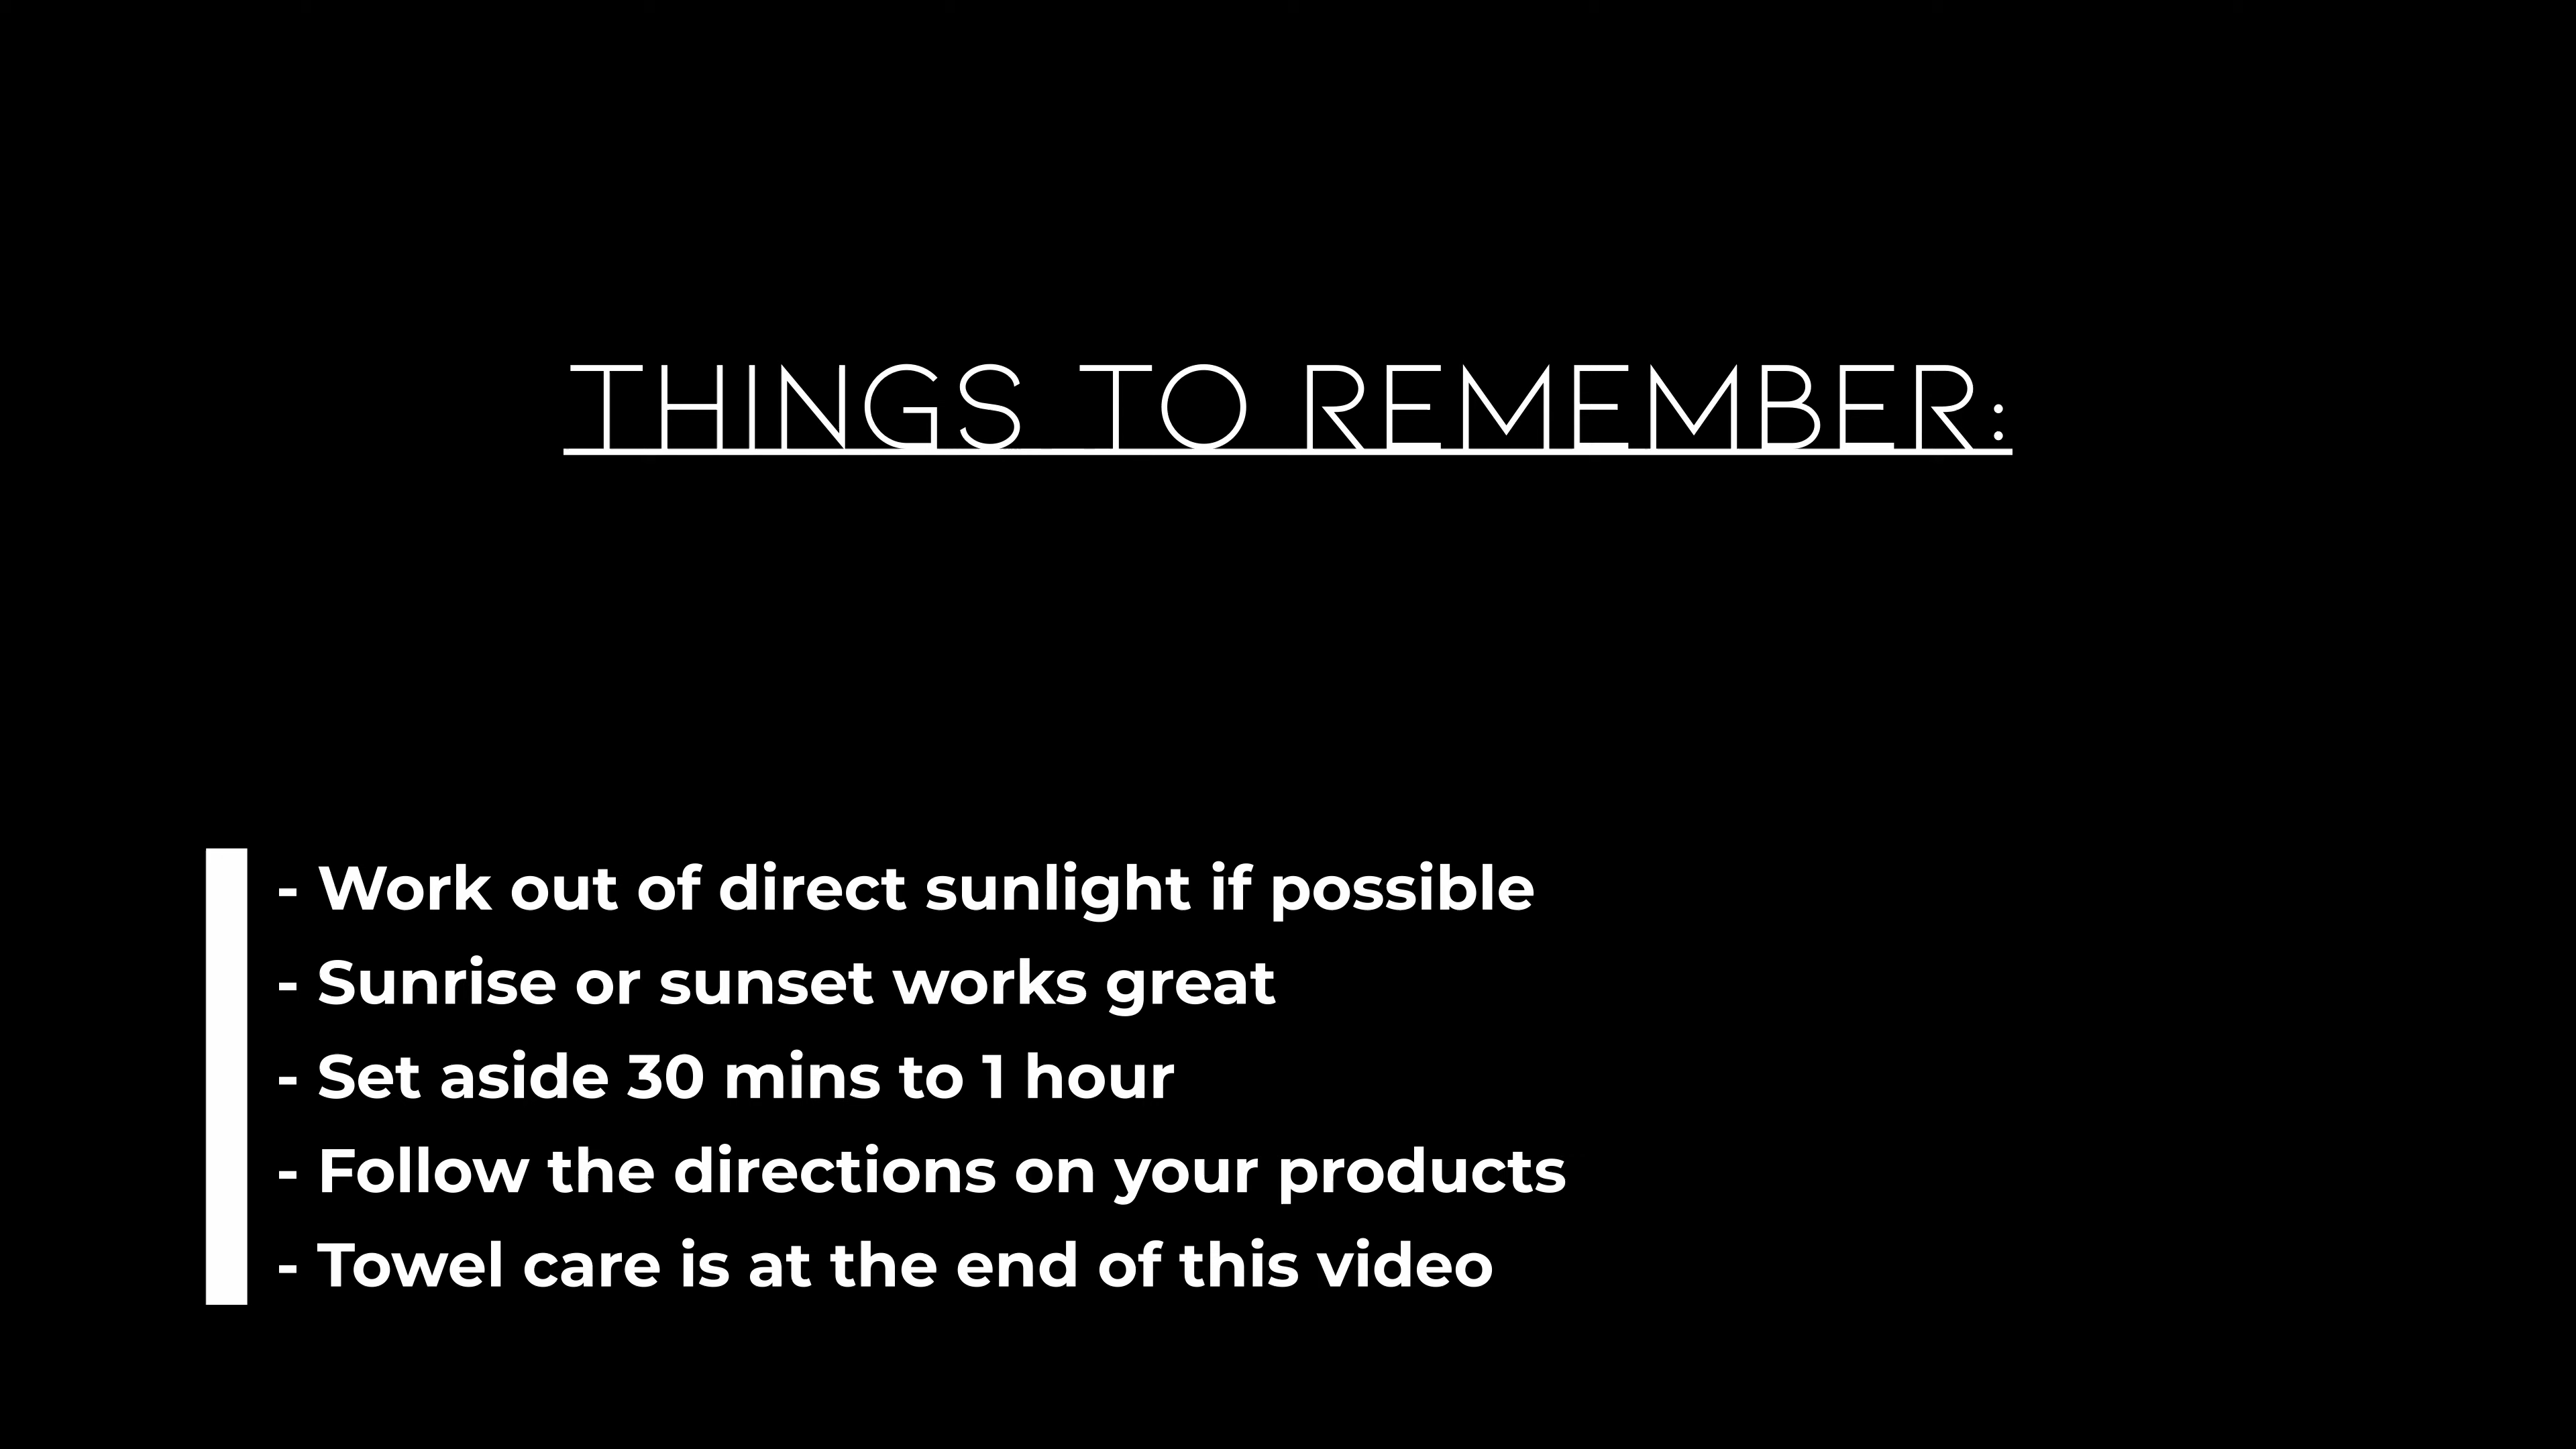 THINGS TO REMEMBER:
- Work out of direct sunlight if possible
- Sunrise or sunset works great
- Set aside 30 mins to 1 hour
- Follow the directions on your products
- Towel care is at the end of this video